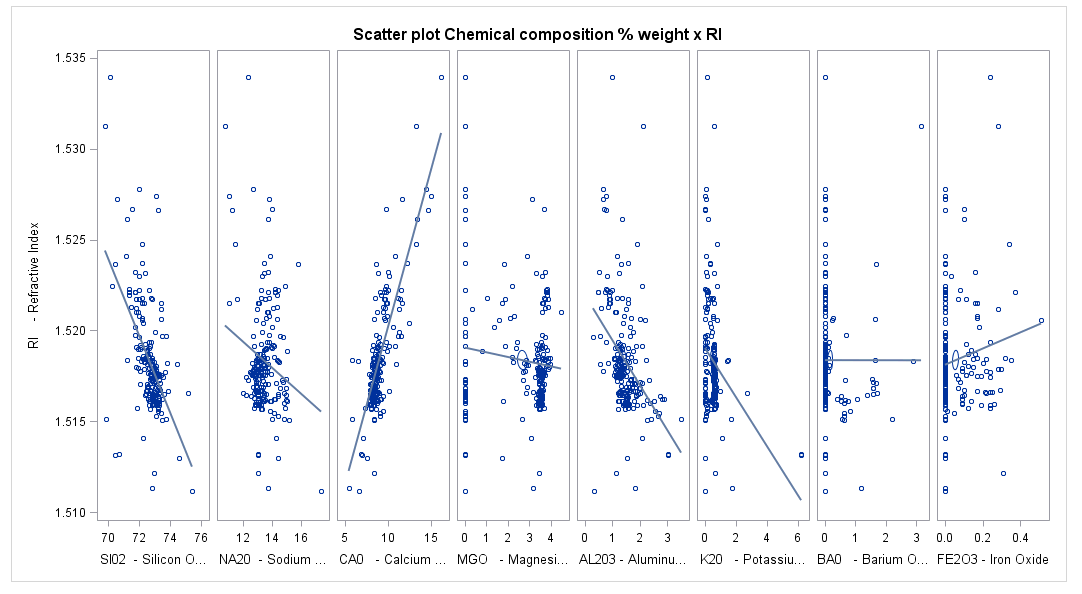 Scatter plot Chemical composition % weight x RI
RI - Refractive Index
1.535
1.530
1.525
1.520
1.515
1.510
70 72 74 76
10 12 14 16
5 10 15
0 1 2 3 4
0 1 2 3
0 2 4 6
0 1 2 3
0.0 0.2 0.4
SI02 - Silicon O...
NA20 - Sodium ...
CA0 - Calcium ...
MGO - Magnesi...
AL203 - Aluminu...
K20 - Potassiu...
BA0 - Barium O...
FE2O3 - Iron Oxide